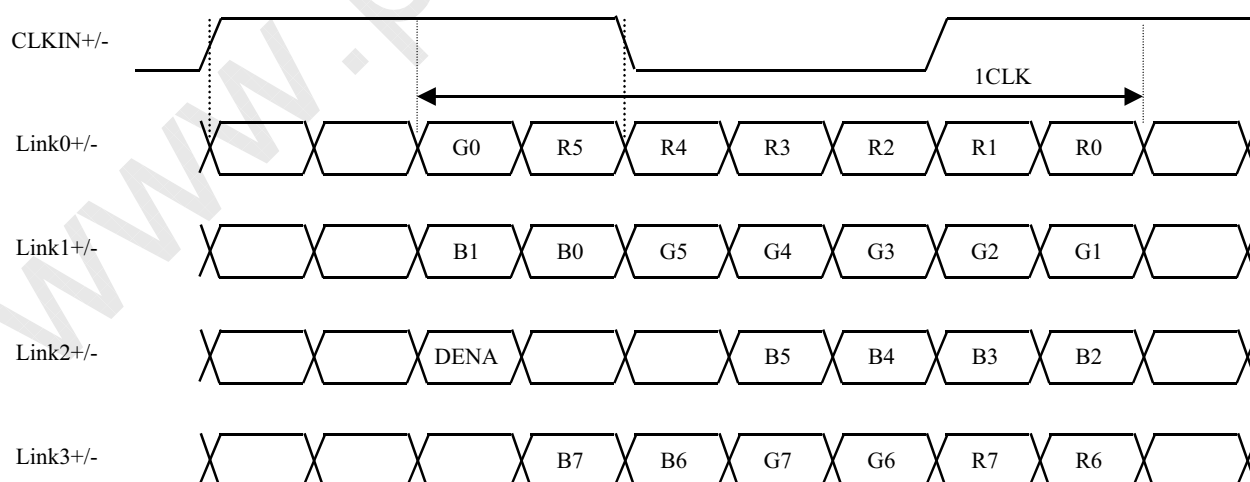 CLKIN+/-
1CLK
Link0+/- G0 R5 R4 R3 R2 R1 R0
Link1+/- B1 B0 G5 G4 G3 G2 G1
Link2+/- DENA B5 B4 B3 B2
Link3+/- B7 B6 G7 G6 R7 R6
www.p